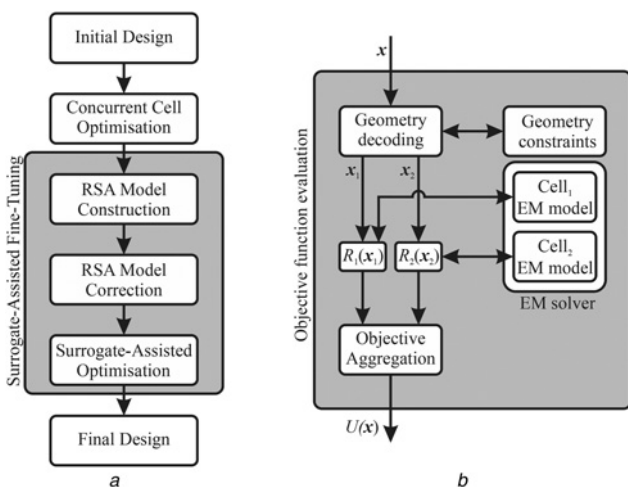 Initial Design
Concurrent Cell
Optimisation
Surrogate-Assisted Fine-Tuning
RSA Model
Construction
RSA Model
Correction
Surrogate-Assisted
Optimisation
Final Design
a
x
Objective function evaluation
Geometry
decoding
Geometry
constraints
x₁
x₂
Cell₁
EM model
R₁(x₁)
R₂(x₂)
Cell₂
EM model
EM solver
Objective
Aggregation
U(x)
b